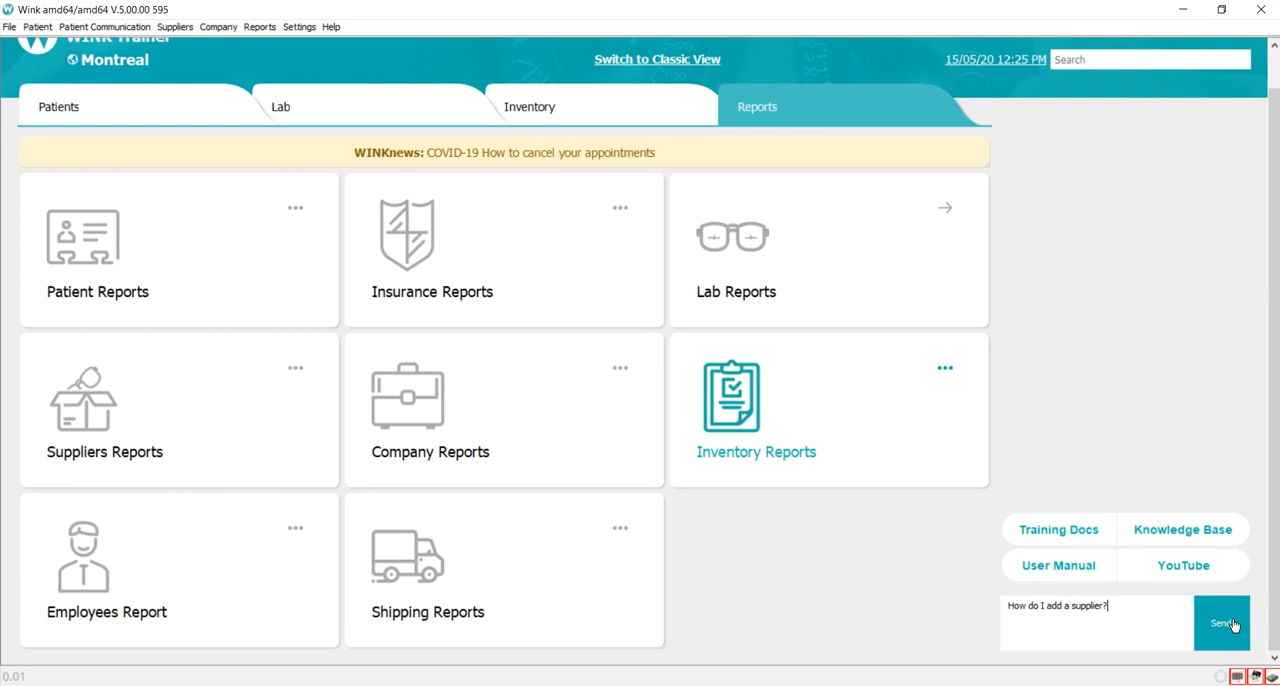 Wink amd64/amd64 V.5.00.00 595
File Patient Patient Communication Suppliers Company Reports Settings Help
WINK Trainer
Montreal
Switch to Classic View
15/05/20 12:25 PM Search
Patients Lab Inventory Reports
WINKnews: COVID-19 How to cancel your appointments
Patient Reports Insurance Reports Lab Reports
Suppliers Reports Company Reports Inventory Reports
Employees Report Shipping Reports
Training Docs Knowledge Base
User Manual YouTube
How do I add a supplier?
Send
0.01